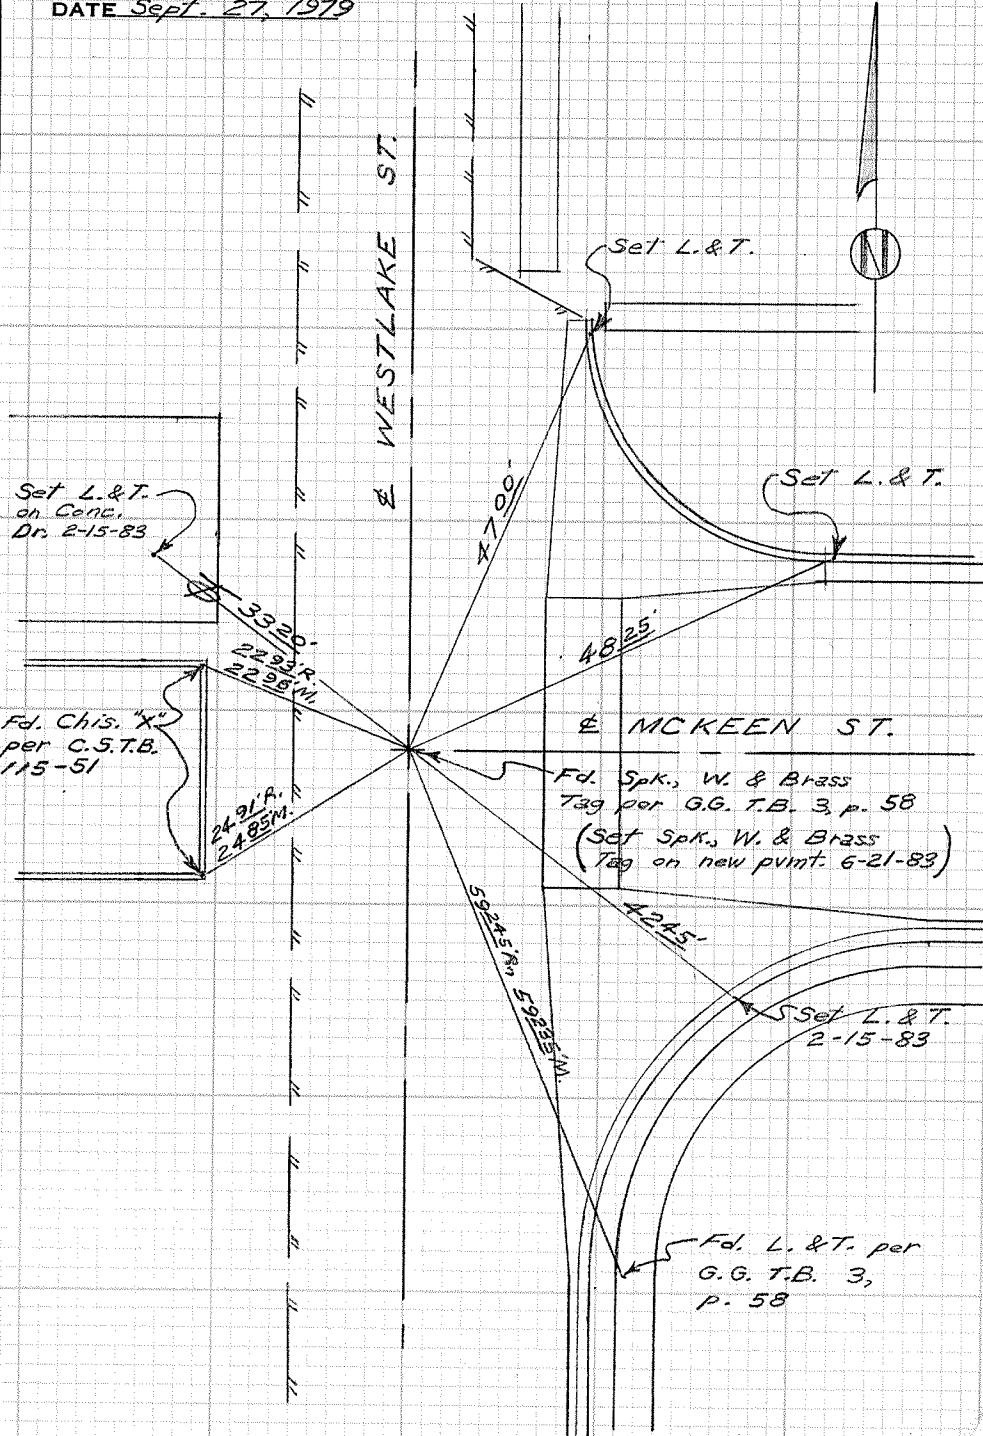 DATE Sept. 27, 1979
℄ WESTLAKE ST.
Set L.&T.
Set L.&T.
on Conc.
Dr. 2-15-83
Set L.&T.
47.00'
33.20'
22.93'R.
22.96'M.
48.25'
Fd. Chis. "X"
per C.S.T.B.
115-51
℄ MCKEEN ST.
Fd. Spk., W. & Brass
Tag per G.G. T.B. 3, p. 58
(Set Spk., W. & Brass
Tag on new pvmt. 6-21-83)
24.91'R.
24.85'M.
42.45'
59.245'R., 59.235'M.
Set L.&T.
2-15-83
Fd. L.&T. per
G.G. T.B. 3,
p. 58
N